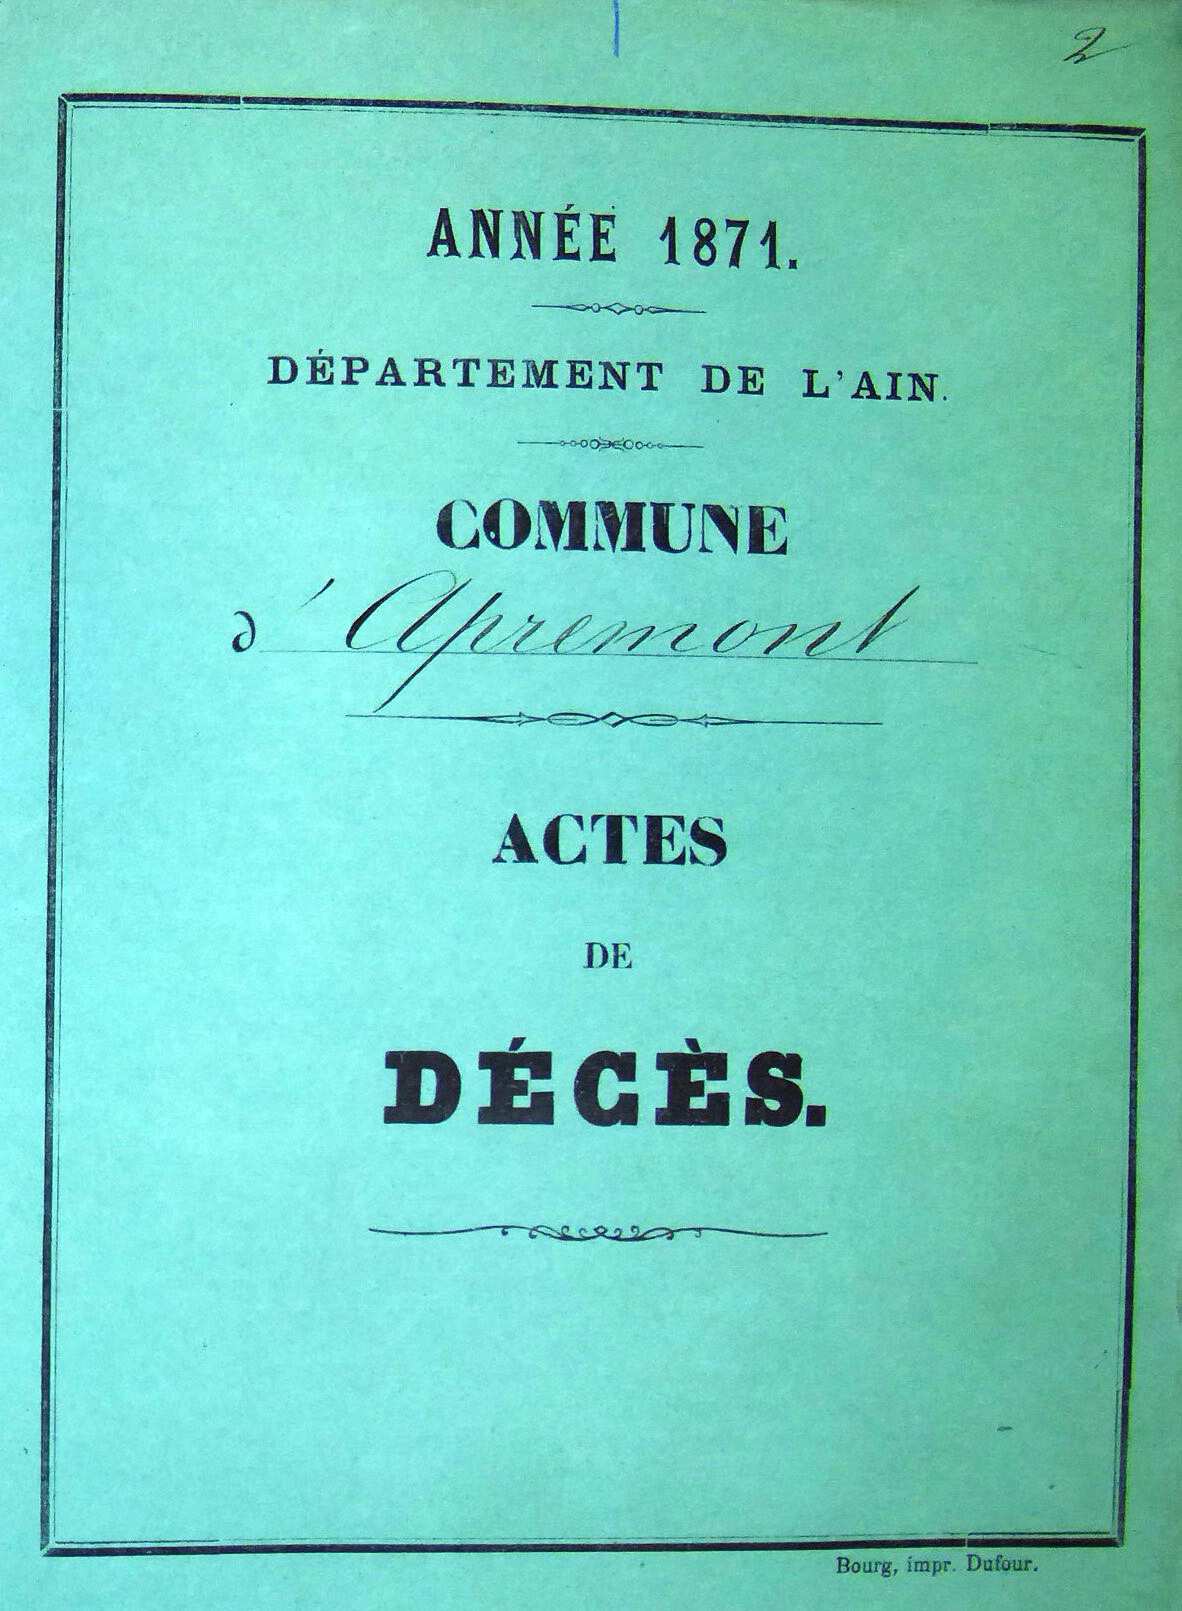 2
ANNÉE 1871.
DÉPARTEMENT DE L'AIN.
COMMUNE
d'Apremont
ACTES
DE
DÉCÈS.
Bourg, impr. Dufour.